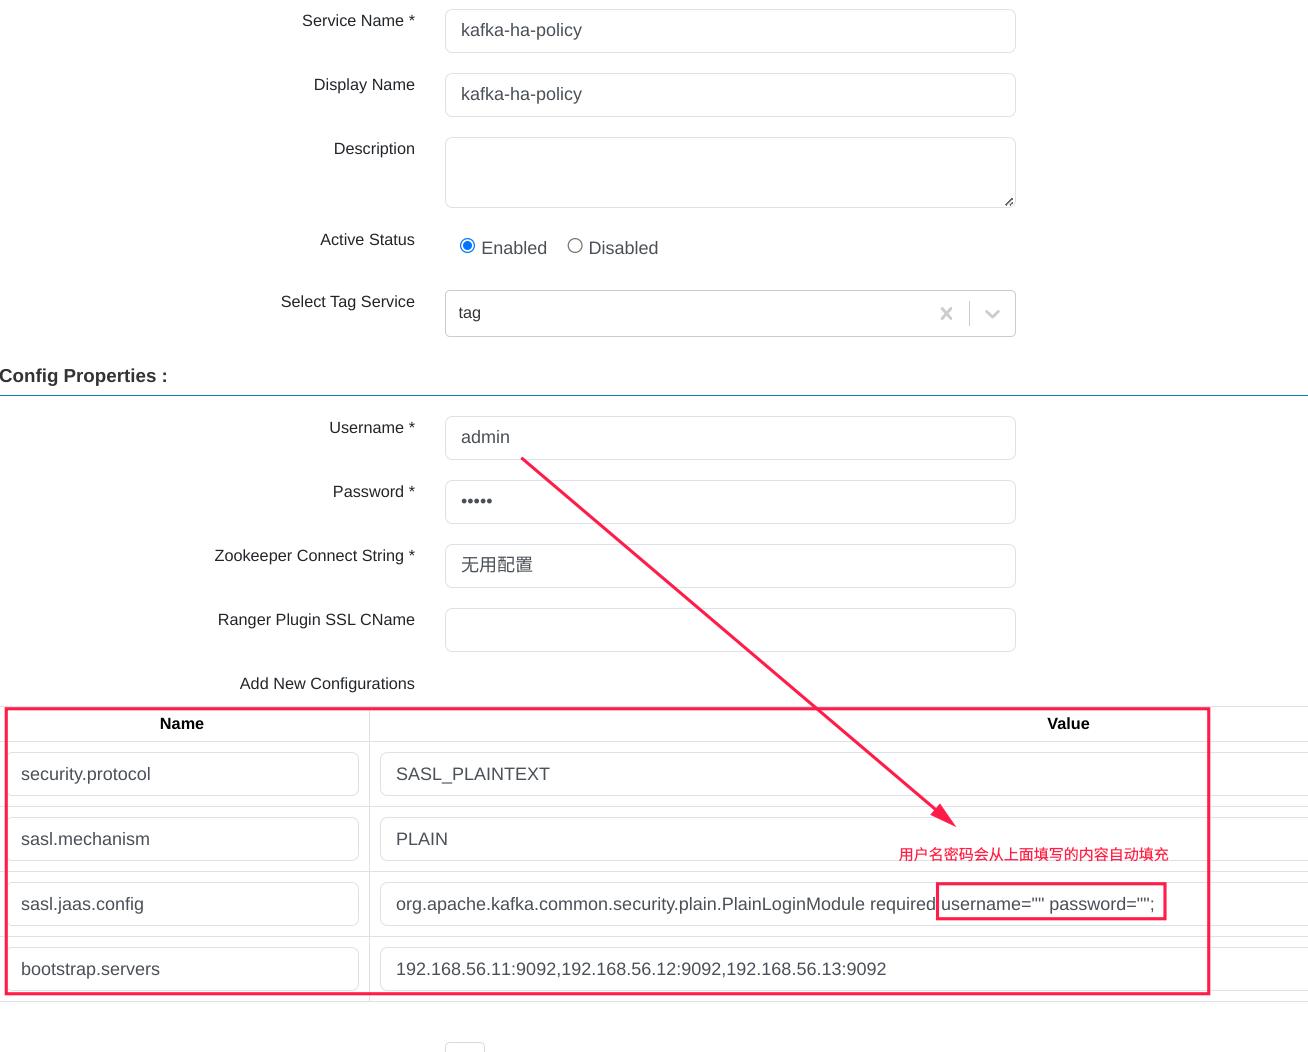 Service Name *
kafka-ha-policy
Display Name
kafka-ha-policy
Description
Active Status
Enabled Disabled
Select Tag Service
tag
Config Properties :
Username *
admin
Password *
•••••
Zookeeper Connect String *
无用配置
Ranger Plugin SSL CName
Add New Configurations
Name Value
security.protocol SASL_PLAINTEXT
sasl.mechanism PLAIN
用户名密码会从上面填写的内容自动填充
sasl.jaas.config org.apache.kafka.common.security.plain.PlainLoginModule required username="" password="";
bootstrap.servers 192.168.56.11:9092,192.168.56.12:9092,192.168.56.13:9092